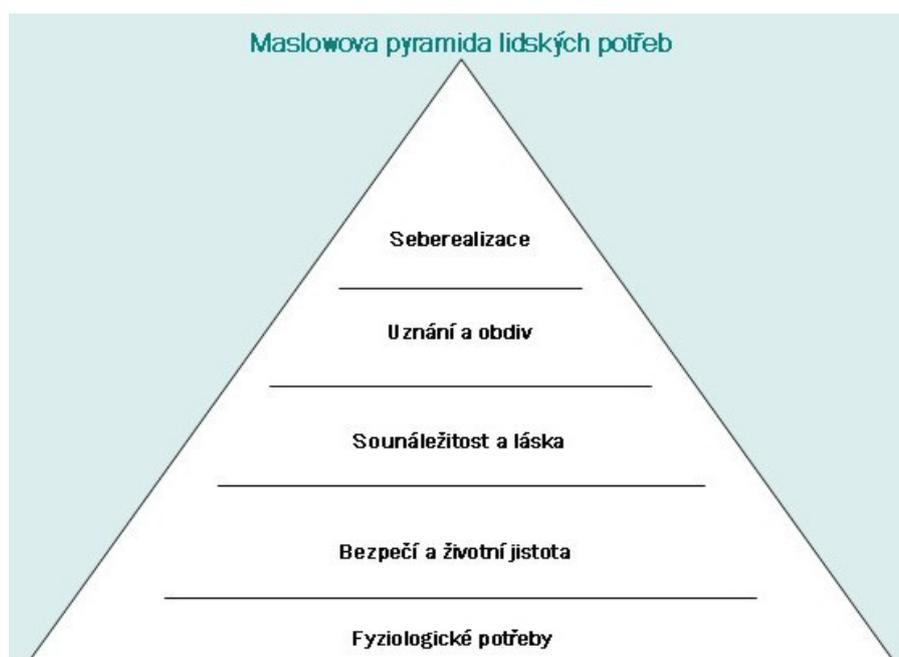 Maslowova pyramida lidských potřeb
Seberealizace
Uznání a obdiv
Sounáležitost a láska
Bezpečí a životní jistota
Fyziologické potřeby